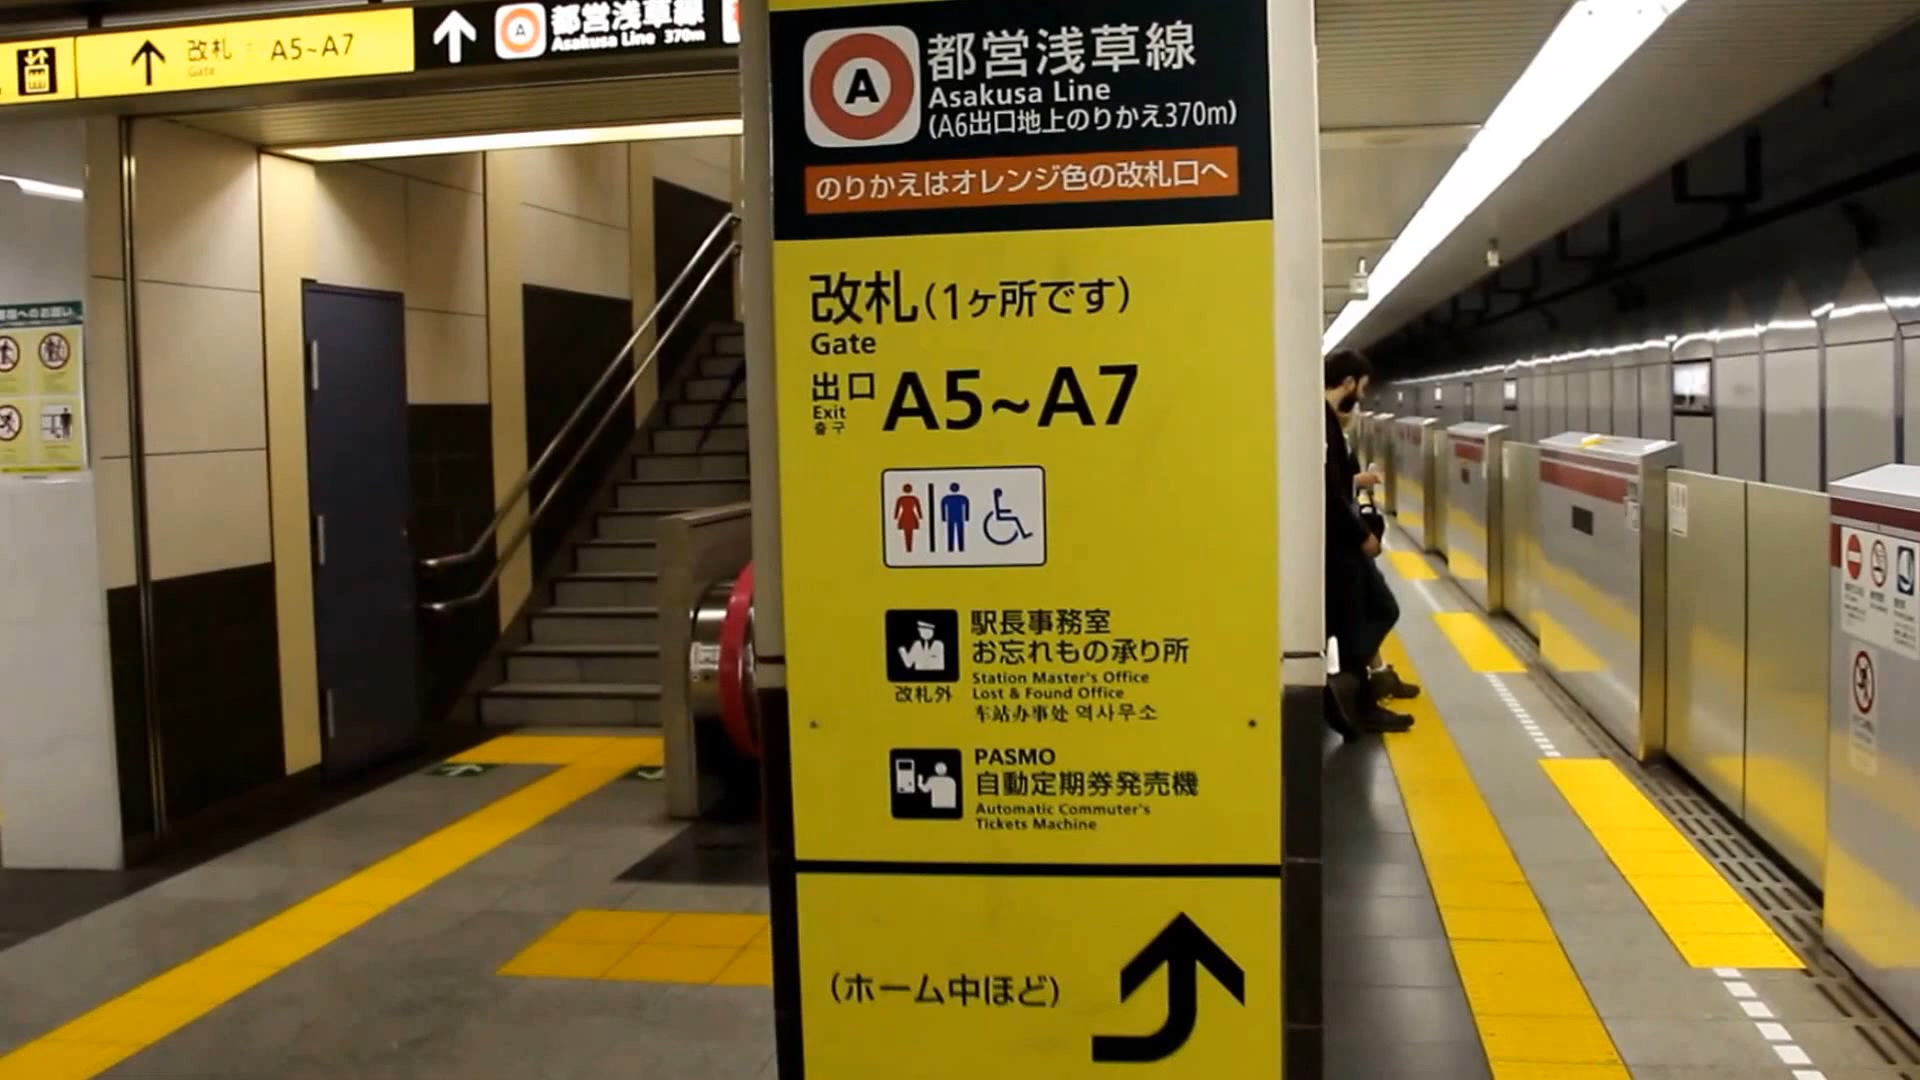 改札 A5~A7
Gate
都営浅草線
Asakusa Line 370m
A
都営浅草線
Asakusa Line
(A6出口地上のりかえ370m)
のりかえはオレンジ色の改札口へ
改札(1ヶ所です)
Gate
出口 A5~A7
Exit
출구
駅長事務室
お忘れもの承り所
Station Master's Office
Lost & Found Office
车站办事处 역사무소
改札外
PASMO
自動定期券発売機
Automatic Commuter's
Tickets Machine
(ホーム中ほど)